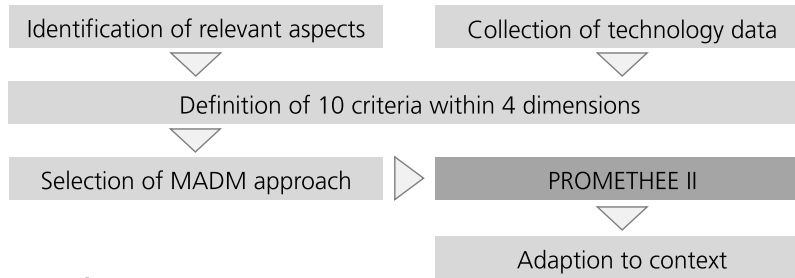 Identification of relevant aspects
Collection of technology data
Definition of 10 criteria within 4 dimensions
Selection of MADM approach
PROMETHEE II
Adaption to context